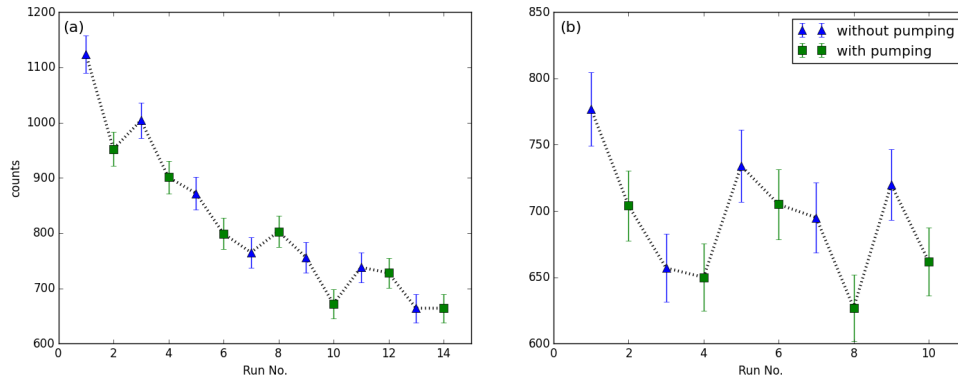 (a)
counts
1200
1100
1000
900
800
700
600
0 2 4 6 8 10 12 14
Run No.
(b)
without pumping
with pumping
850
800
750
700
650
600
0 2 4 6 8 10
Run No.